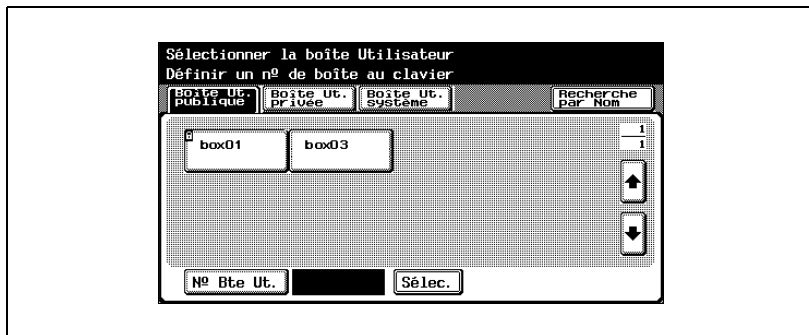 Sélectionner la boîte Utilisateur
Définir un nº de boîte au clavier
Boîte Ut. publique
Boîte Ut. privée
Boîte Ut. système
Recherche par Nom
box01
box03
1
1
Nº Bte Ut.
Sélec.